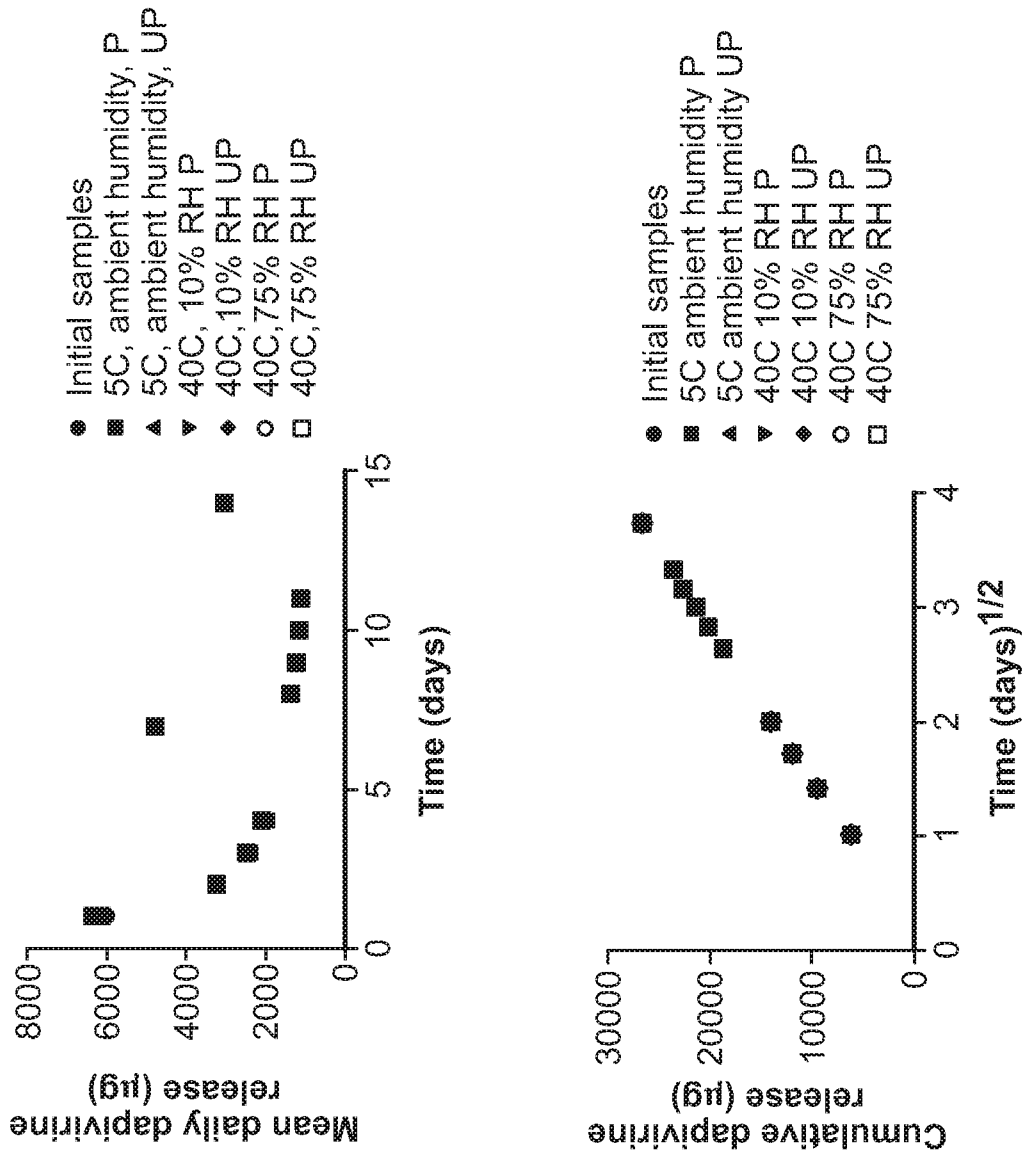 Mean daily dapivirine
release (µg)
8000
6000
4000
2000
0
0
5
10
15
Time (days)
Initial samples
5C, ambient humidity, P
5C, ambient humidity, UP
40C, 10% RH P
40C,10% RH UP
40C,75% RH P
40C,75% RH UP
Cumulative dapivirine
release (µg)
30000
20000
10000
0
0
1
2
3
4
Time (days)1/2
Initial samples
5C ambient humidity P
5C ambient humidity UP
40C 10% RH P
40C 10% RH UP
40C 75% RH P
40C 75% RH UP